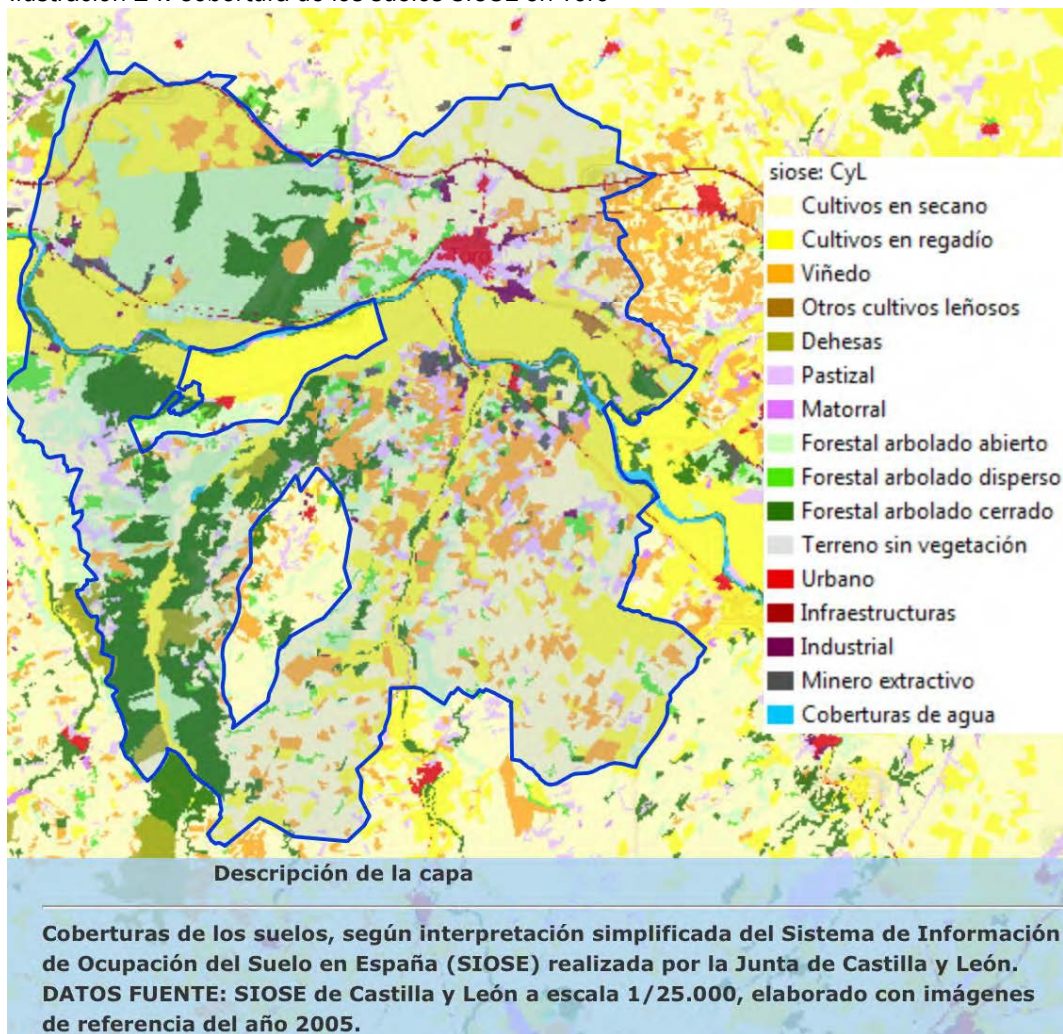 siose: CyL
Cultivos en secano
Cultivos en regadío
Viñedo
Otros cultivos leñosos
Dehesas
Pastizal
Matorral
Forestal arbolado abierto
Forestal arbolado disperso
Forestal arbolado cerrado
Terreno sin vegetación
Urbano
Infraestructuras
Industrial
Minero extractivo
Coberturas de agua
Descripción de la capa
Coberturas de los suelos, según interpretación simplificada del Sistema de Información
de Ocupación del Suelo en España (SIOSE) realizada por la Junta de Castilla y León.
DATOS FUENTE: SIOSE de Castilla y León a escala 1/25.000, elaborado con imágenes
de referencia del año 2005.